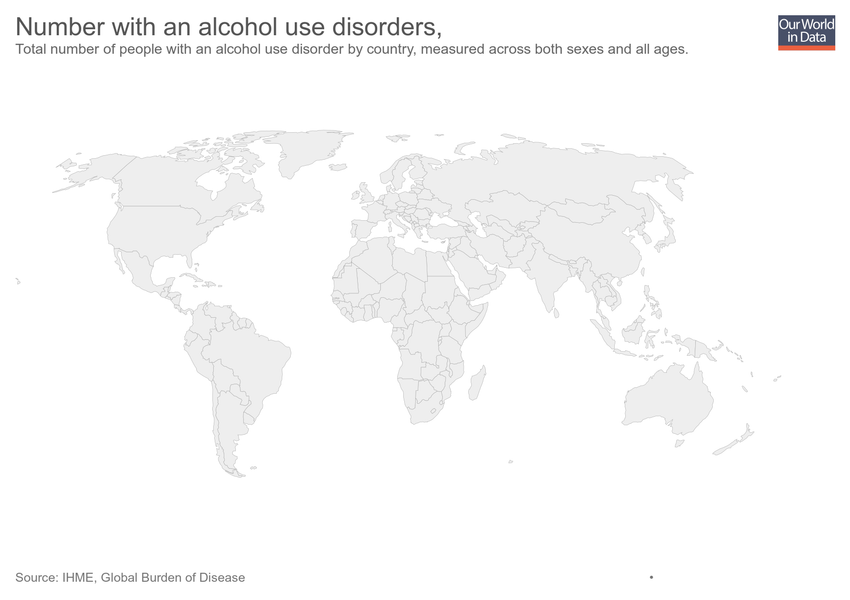 Number with an alcohol use disorders,
Total number of people with an alcohol use disorder by country, measured across both sexes and all ages.
Our World
in Data
Source: IHME, Global Burden of Disease
•